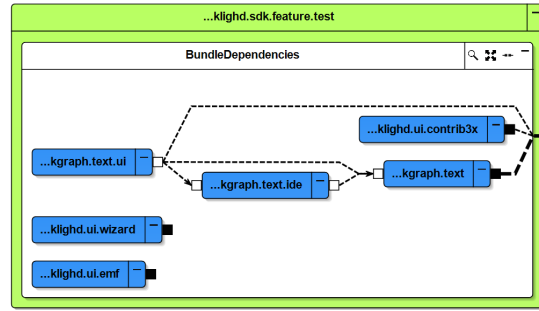 ...klighd.sdk.feature.test
BundleDependencies
...klighd.ui.contrib3x
...kgraph.text.ui
...kgraph.text.ide
...kgraph.text
...klighd.ui.wizard
...klighd.ui.emf